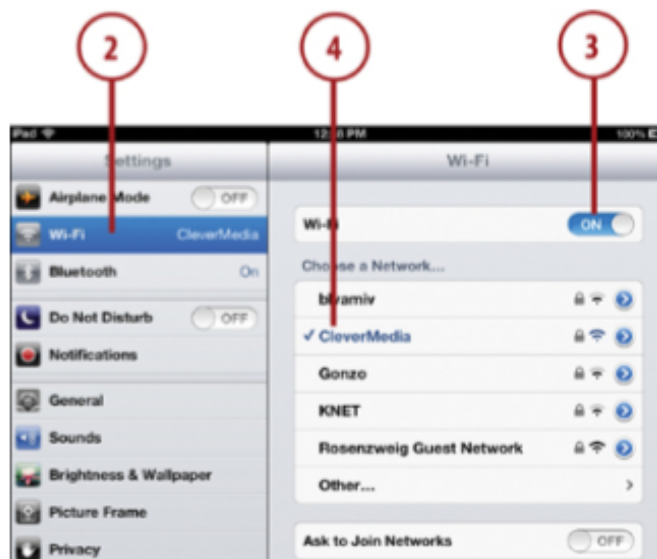 2 4 3
iPad 12: PM 100%
Settings
Airplane Mode OFF
Wi-Fi CleverMedia
Bluetooth On
Do Not Disturb OFF
Notifications
General
Sounds
Brightness & Wallpaper
Picture Frame
Privacy
Wi-Fi
Wi-Fi ON
Choose a Network...
✓ CleverMedia
Gonzo
KNET
Rosenzweig Guest Network
Other...
Ask to Join Networks OFF